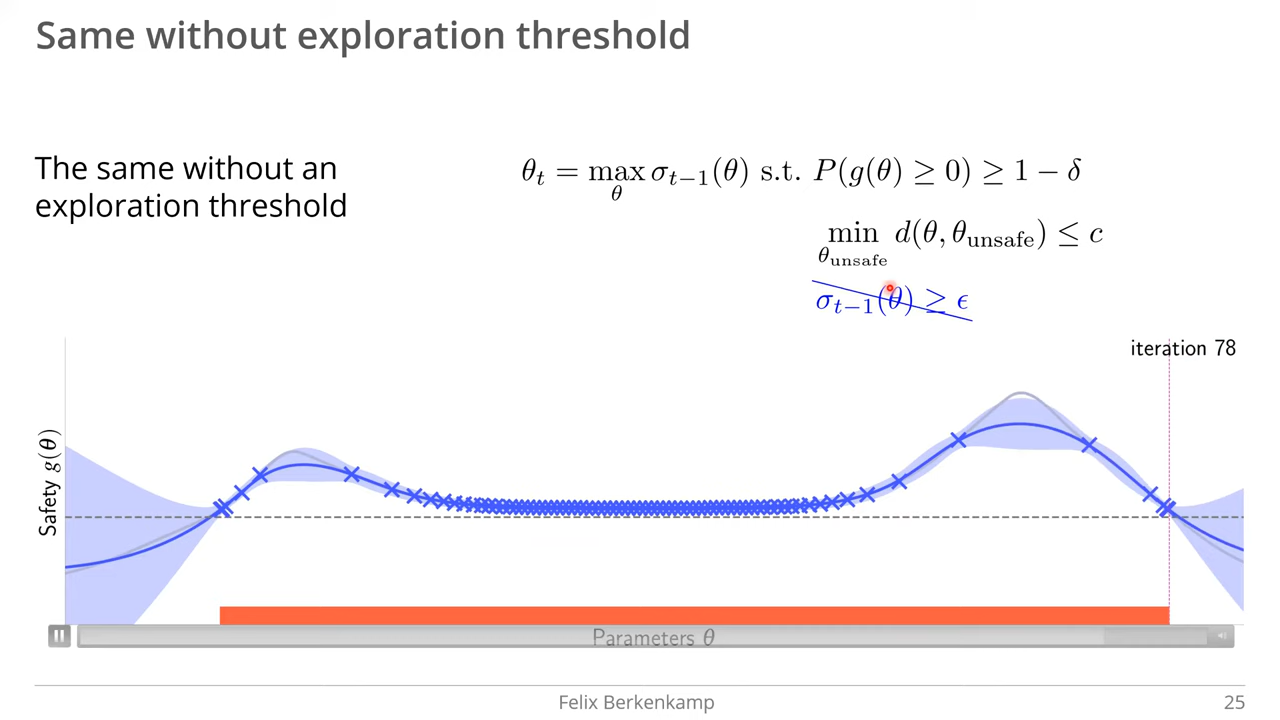 Same without exploration threshold
The same without an
exploration threshold
θ_t = max_θ σ_{t−1}(θ) s.t. P(g(θ) ≥ 0) ≥ 1 − δ
min_{θ_unsafe} d(θ, θ_unsafe) ≤ c
σ_{t−1}(θ) ≥ ϵ
iteration 78
Safety g(θ)
Parameters θ
Felix Berkenkamp
25